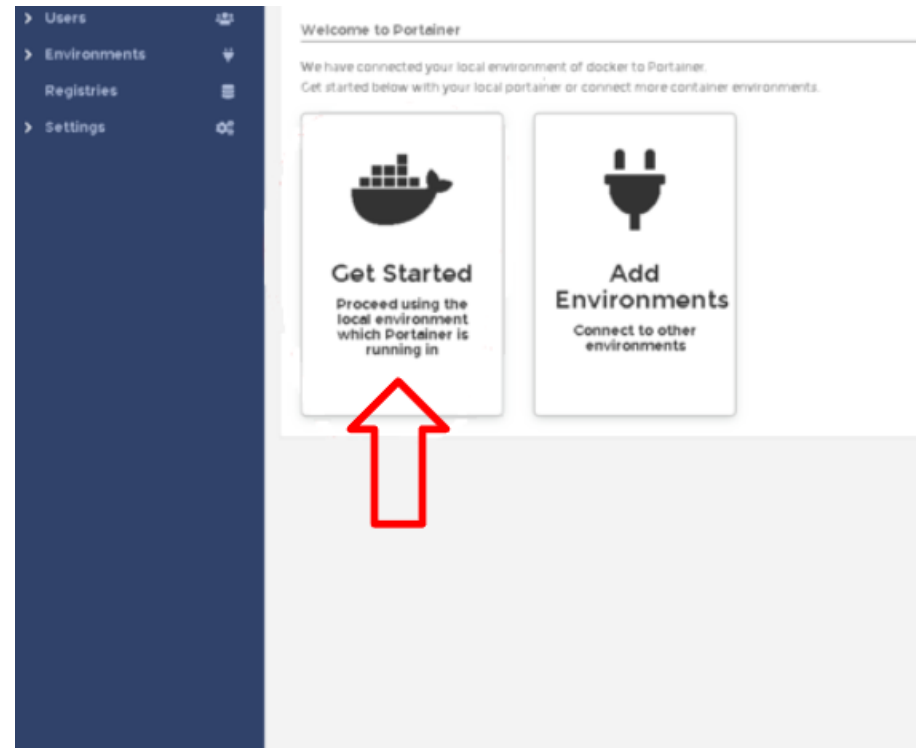 Users
Environments
Registries
Settings
Welcome to Portainer
We have connected your local environment of docker to Portainer.
Get started below with your local portainer or connect more container environments.
Get Started
Proceed using the
local environment
which Portainer is
running in
Add
Environments
Connect to other
environments